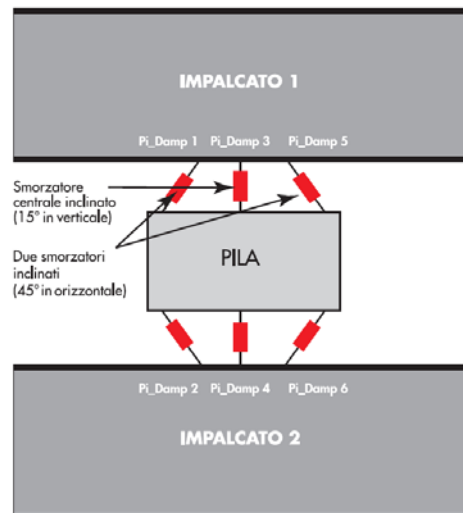 IMPALCATO 1
Pi_Damp 1 Pi_Damp 3 Pi_Damp 5
Smorzatore
centrale inclinato
(15° in verticale)
Due smorzatori
inclinati
(45° in orizzontale)
PILA
Pi_Damp 2 Pi_Damp 4 Pi_Damp 6
IMPALCATO 2